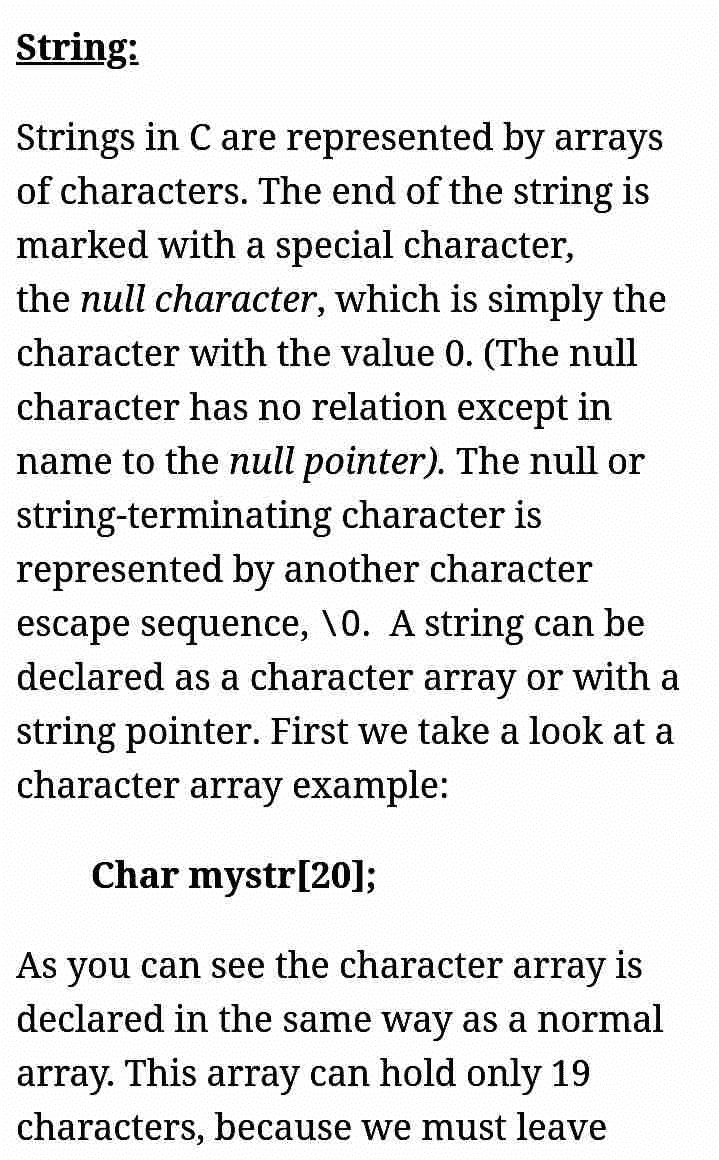 String:
Strings in C are represented by arrays
of characters. The end of the string is
marked with a special character,
the null character, which is simply the
character with the value 0. (The null
character has no relation except in
name to the null pointer). The null or
string-terminating character is
represented by another character
escape sequence, \0.  A string can be
declared as a character array or with a
string pointer. First we take a look at a
character array example:
Char mystr[20];
As you can see the character array is
declared in the same way as a normal
array. This array can hold only 19
characters, because we must leave